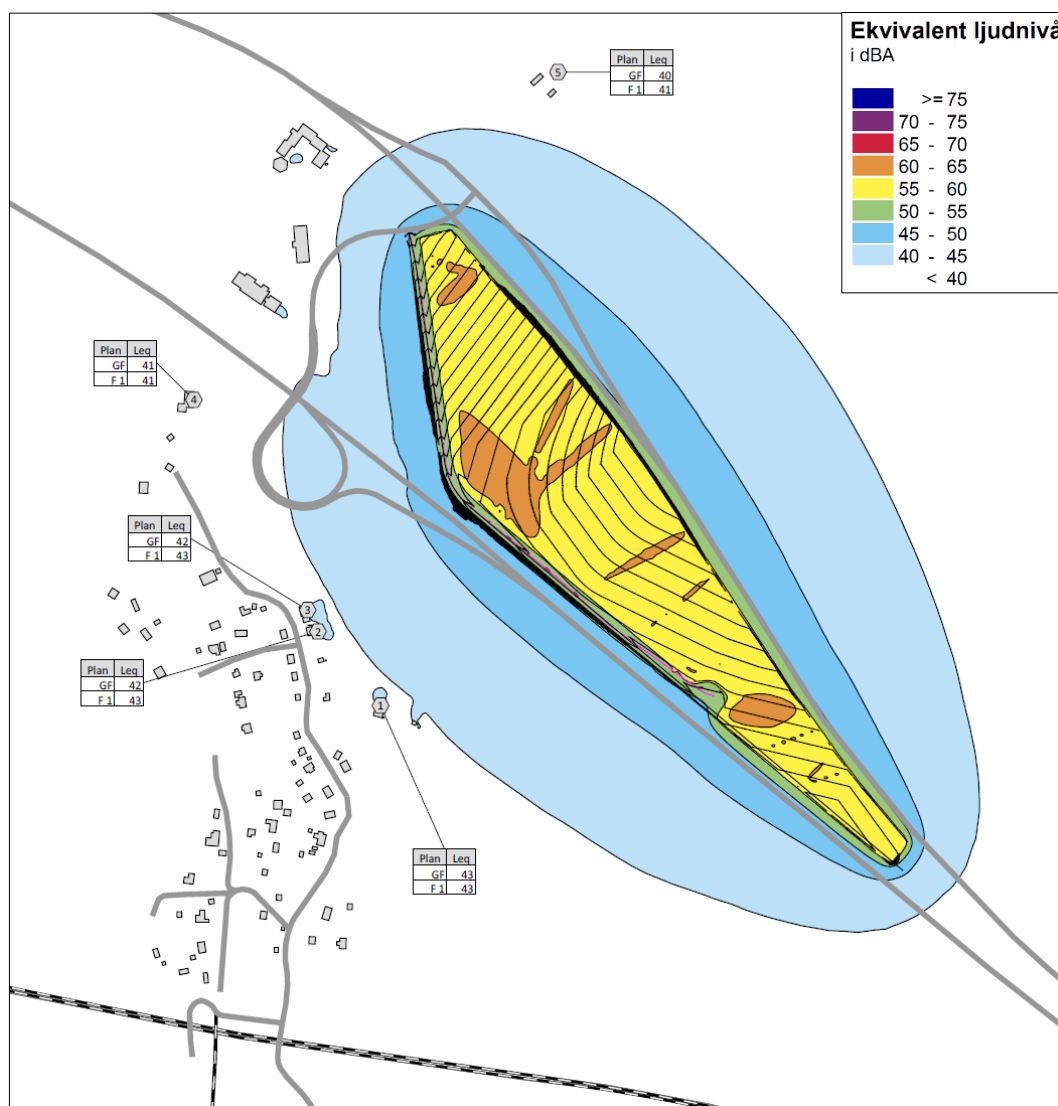 Ekvivalent ljudnivå
i dBA
>= 75
70 - 75
65 - 70
60 - 65
55 - 60
50 - 55
45 - 50
40 - 45
< 40
5
Plan Leq
GF 40
F 1 41
Plan Leq
GF 41
F 1 41
4
Plan Leq
GF 42
F 1 43
3
2
Plan Leq
GF 42
F 1 43
1
Plan Leq
GF 43
F 1 43